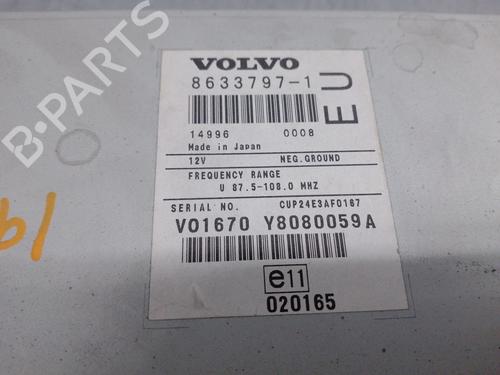 VOLVO
8633797-1
EU
14996 0008
Made in Japan
12V NEG.GROUND
FREQUENCY RANGE
U 87.5-108.0 MHZ
SERIAL NO. CUP24E3AF0187
V01670 Y8080059A
e11
020165
B-PARTS